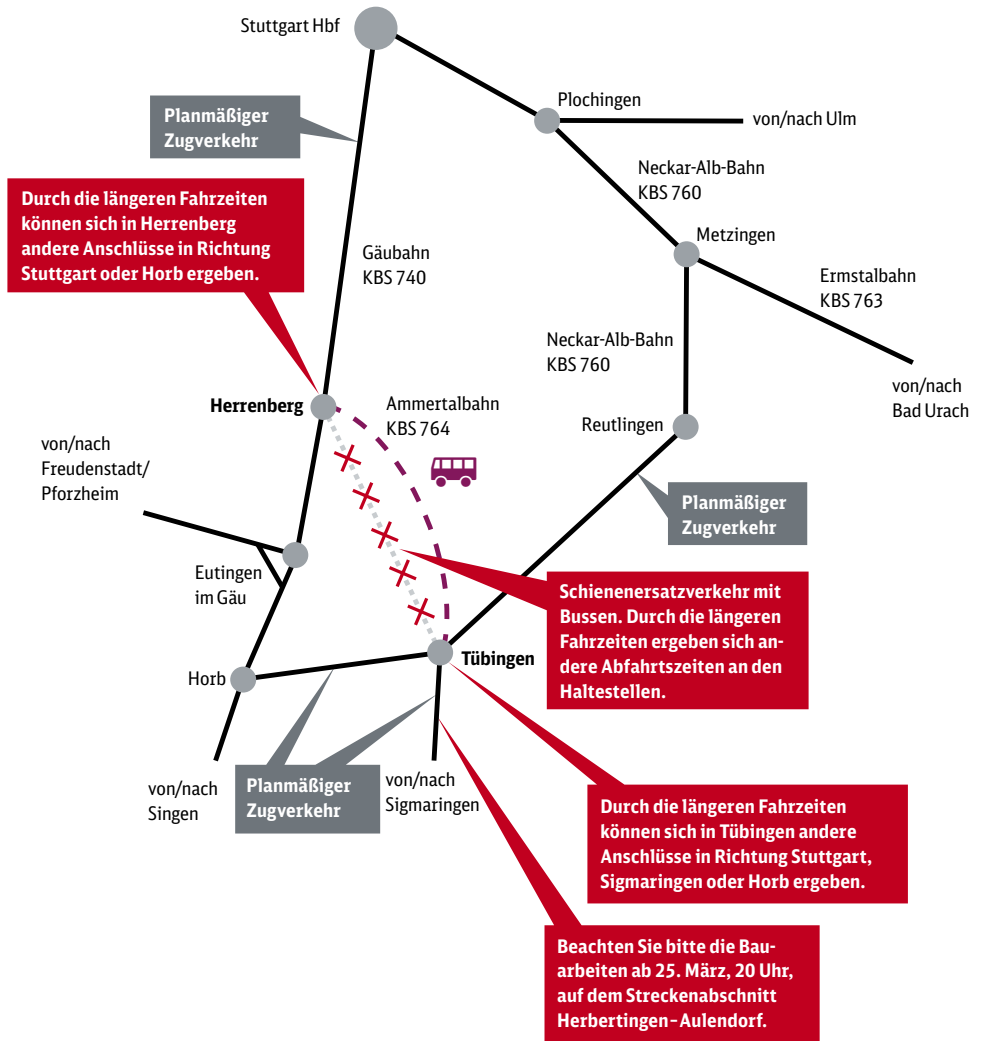 Stuttgart Hbf
Plochingen
von/nach Ulm
Planmäßiger
Zugverkehr
Neckar-Alb-Bahn
KBS 760
Durch die längeren Fahrzeiten
können sich in Herrenberg
andere Anschlüsse in Richtung
Stuttgart oder Horb ergeben.
Metzingen
Gäubahn
KBS 740
Ermstalbahn
KBS 763
Neckar-Alb-Bahn
KBS 760
von/nach
Bad Urach
Herrenberg
Ammertalbahn
KBS 764
Reutlingen
von/nach
Freudenstadt/
Pforzheim
Planmäßiger
Zugverkehr
Eutingen
im Gäu
Schienenersatzverkehr mit
Bussen. Durch die längeren
Fahrzeiten ergeben sich an-
dere Abfahrtszeiten an den
Haltestellen.
Tübingen
Horb
von/nach
Singen
Planmäßiger
Zugverkehr
von/nach
Sigmaringen
Durch die längeren Fahrzeiten
können sich in Tübingen andere
Anschlüsse in Richtung Stuttgart,
Sigmaringen oder Horb ergeben.
Beachten Sie bitte die Bau-
arbeiten ab 25. März, 20 Uhr,
auf dem Streckenabschnitt
Herbertingen–Aulendorf.